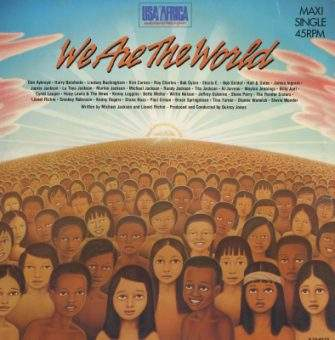 USA for AFRICA
MAXI
SINGLE
45RPM
We Are The World
Dan Aykroyd • Harry Belafonte • Lindsey Buckingham • Kim Carnes • Ray Charles • Bob Dylan • Sheila E. • Bob Geldof • Hall & Oates • James Ingram
Jackie Jackson • La Toya Jackson • Marlon Jackson • Michael Jackson • Randy Jackson • Tito Jackson • Al Jarreau • Waylon Jennings • Billy Joel
Cyndi Lauper • Huey Lewis & The News • Kenny Loggins • Bette Midler • Willie Nelson • Jeffrey Osborne • Steve Perry • The Pointer Sisters
Lionel Richie • Smokey Robinson • Kenny Rogers • Diana Ross • Paul Simon • Bruce Springsteen • Tina Turner • Dionne Warwick • Stevie Wonder
Written by Michael Jackson and Lionel Richie • Produced and Conducted by Quincy Jones